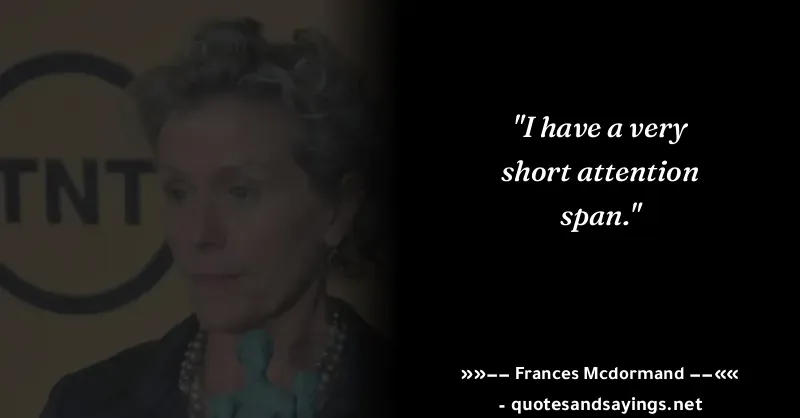 TNT
"I have a very
short attention
span."
»»–– Frances Mcdormand ––««
- quotesandsayings.net